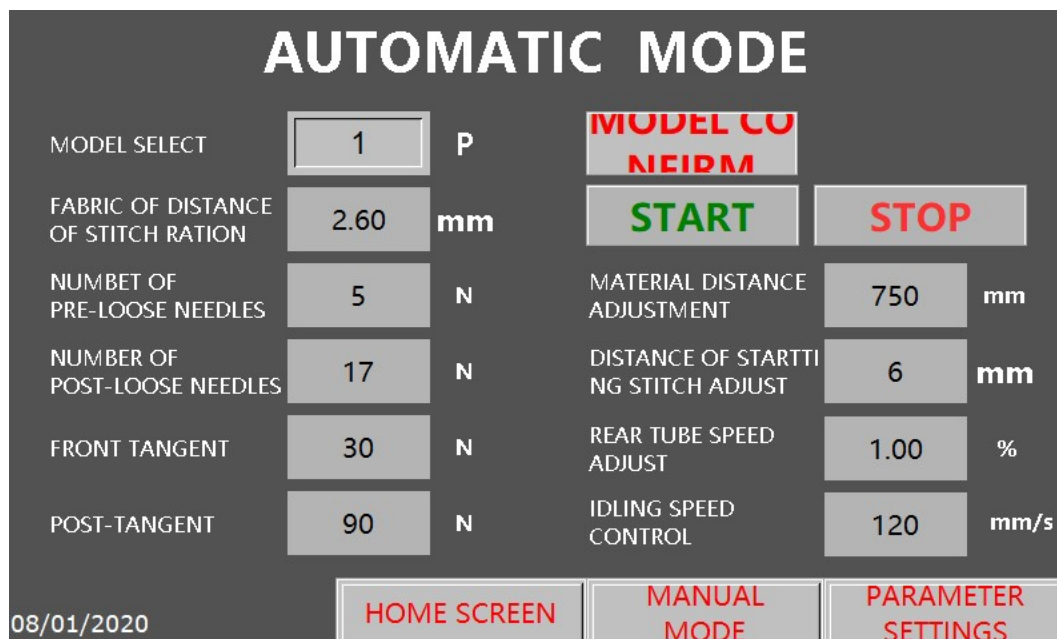 AUTOMATIC MODE
MODEL SELECT
1
P
MODEL CO
NFIRM
FABRIC OF DISTANCE
OF STITCH RATION
2.60
mm
START
STOP
NUMBET OF
PRE-LOOSE NEEDLES
5
N
MATERIAL DISTANCE
ADJUSTMENT
750
mm
NUMBER OF
POST-LOOSE NEEDLES
17
N
DISTANCE OF STARTTI
NG STITCH ADJUST
6
mm
FRONT TANGENT
30
N
REAR TUBE SPEED
ADJUST
1.00
%
POST-TANGENT
90
N
IDLING SPEED
CONTROL
120
mm/s
08/01/2020
HOME SCREEN
MANUAL
MODE
PARAMETER
SETTINGS